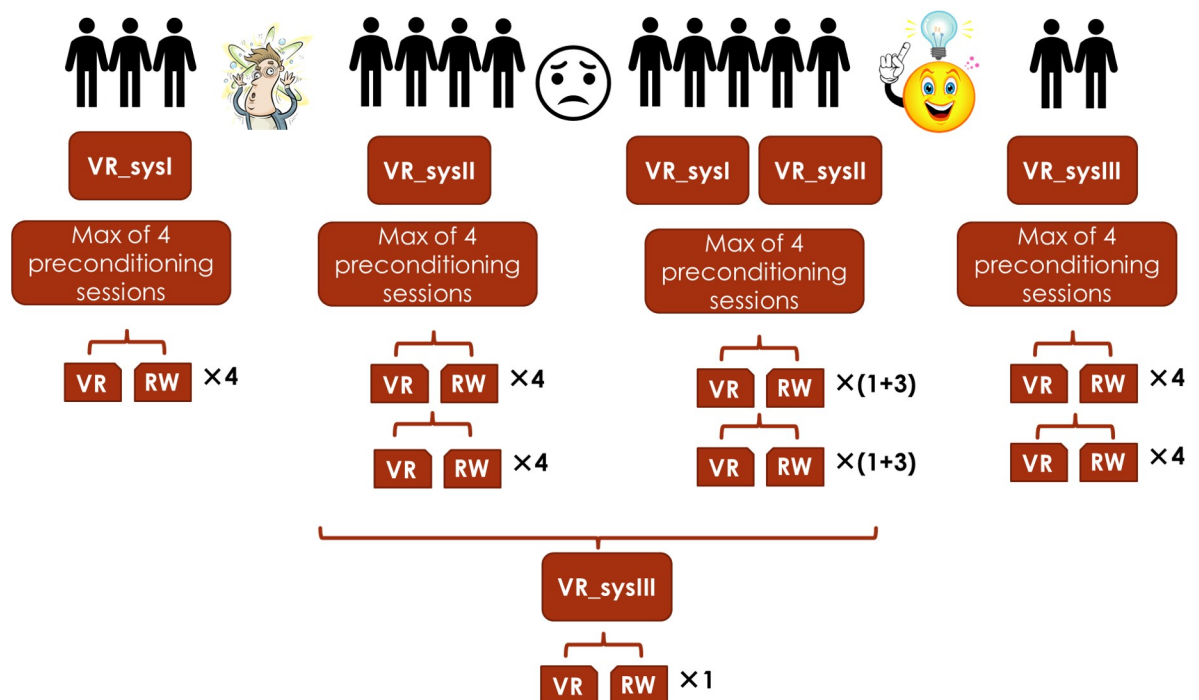 VR_sysI
VR_sysII
VR_sysI
VR_sysII
VR_sysIII
Max of 4
preconditioning
sessions
Max of 4
preconditioning
sessions
Max of 4
preconditioning
sessions
Max of 4
preconditioning
sessions
VR RW ×4
VR RW ×4
VR RW ×(1+3)
VR RW ×4
VR RW ×4
VR RW ×(1+3)
VR RW ×4
VR_sysIII
VR RW ×1